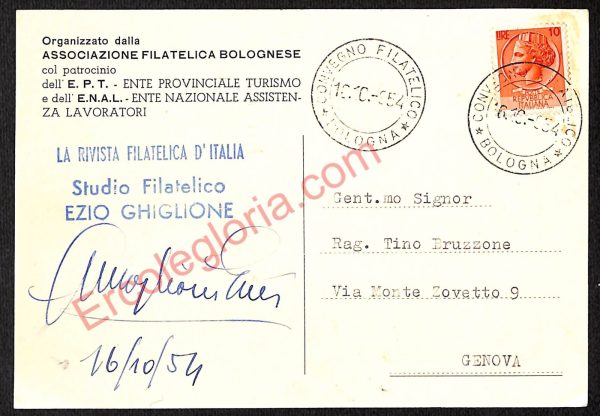 Organizzato dalla
ASSOCIAZIONE FILATELICA BOLOGNESE
col patrocinio
dell'E. P. T. - ENTE PROVINCIALE TURISMO
e dell'E.N.A.L. - ENTE NAZIONALE ASSISTEN-
ZA LAVORATORI
LA RIVISTA FILATELICA D'ITALIA
Studio Filatelico
EZIO GHIGLIONE
16/10/54
CONVEGNO FILATELICO
16.10.-954
* BOLOGNA *
LIRE 10
REPUBBLICA
ITALIANA
CONVEGNO FILATELICO
16.10.-954
* BOLOGNA *
Gent.mo Signor
Rag. Tino Bruzzone
Via Monte Zovetto 9
GENOVA
Ercolegloria.com